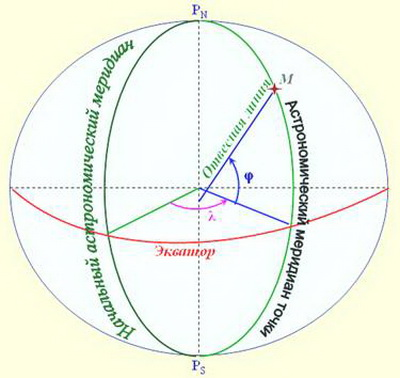 P_N
Начальный астрономический меридиан
M
Отвесная линия
Астрономический меридиан точки
φ
λ
Экватор
P_S